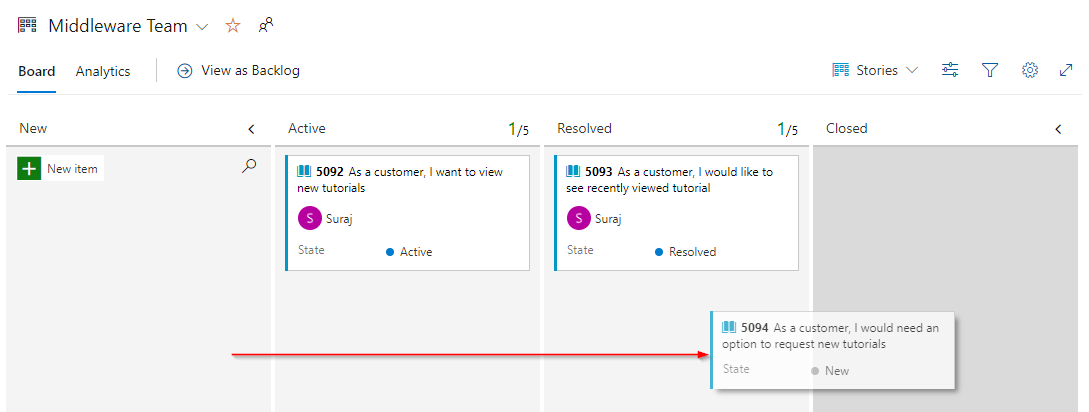 Middleware Team
Board Analytics View as Backlog Stories
New Active 1/5 Resolved 1/5 Closed
New item
5092 As a customer, I want to view
new tutorials
S Suraj
State Active
5093 As a customer, I would like to
see recently viewed tutorial
S Suraj
State Resolved
5094 As a customer, I would need an
option to request new tutorials
State New